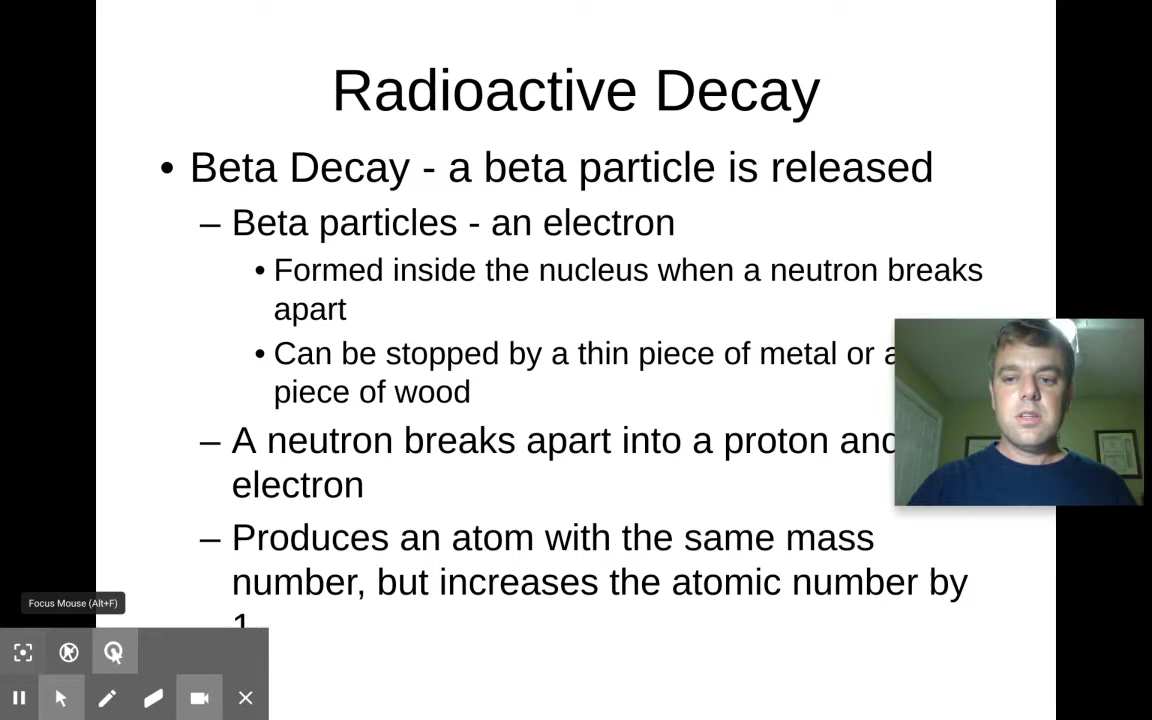 Radioactive Decay
• Beta Decay - a beta particle is released
– Beta particles - an electron
• Formed inside the nucleus when a neutron breaks
apart
• Can be stopped by a thin piece of metal or a
piece of wood
– A neutron breaks apart into a proton and
electron
– Produces an atom with the same mass
number, but increases the atomic number by
1
Focus Mouse (Alt+F)